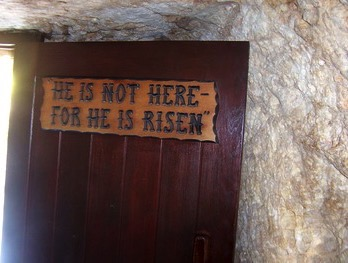 "HE IS NOT HERE-
FOR HE IS RISEN"